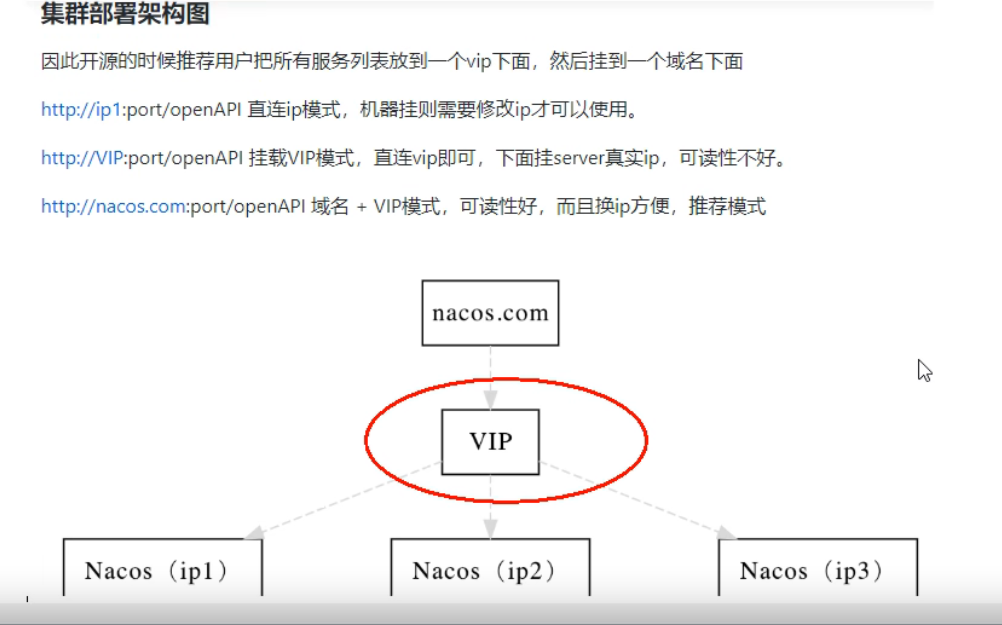 集群部署架构图
因此开源的时候推荐用户把所有服务列表放到一个vip下面，然后挂到一个域名下面
http://ip1:port/openAPI 直连ip模式，机器挂则需要修改ip才可以使用。
http://VIP:port/openAPI 挂载VIP模式，直连vip即可，下面挂server真实ip，可读性不好。
http://nacos.com:port/openAPI 域名 + VIP模式，可读性好，而且换ip方便，推荐模式
nacos.com
VIP
Nacos（ip1）
Nacos（ip2）
Nacos（ip3）